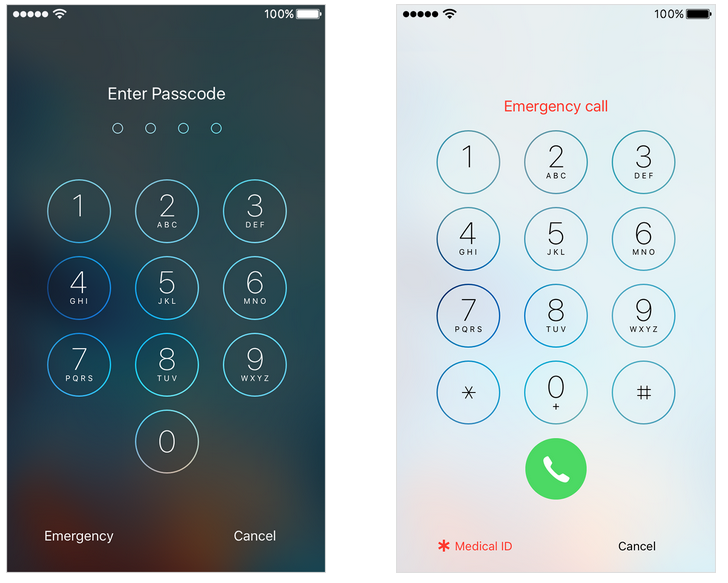 100%
Enter Passcode
1 2 3
ABC DEF
4 5 6
GHI JKL MNO
7 8 9
PQRS TUV WXYZ
0
Emergency Cancel
100%
Emergency call
1 2 3
ABC DEF
4 5 6
GHI JKL MNO
7 8 9
PQRS TUV WXYZ
* 0 #
+
* Medical ID Cancel